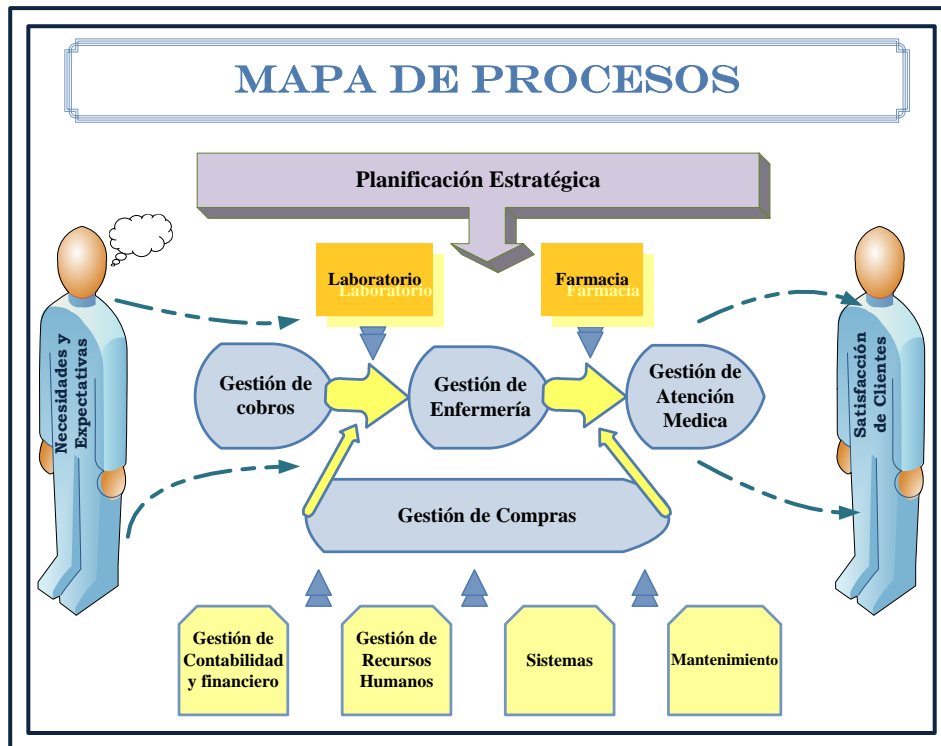 MAPA DE PROCESOS
Planificación Estratégica
Laboratorio
Laboratorio
Farmacia
Farmacia
Necesidades y
Expectativas
Gestión de
cobros
Gestión de
Enfermería
Gestión de
Atención
Medica
Satisfacción
de Clientes
Gestión de Compras
Gestión de
Contabilidad
y financiero
Gestión de
Recursos
Humanos
Sistemas
Mantenimiento